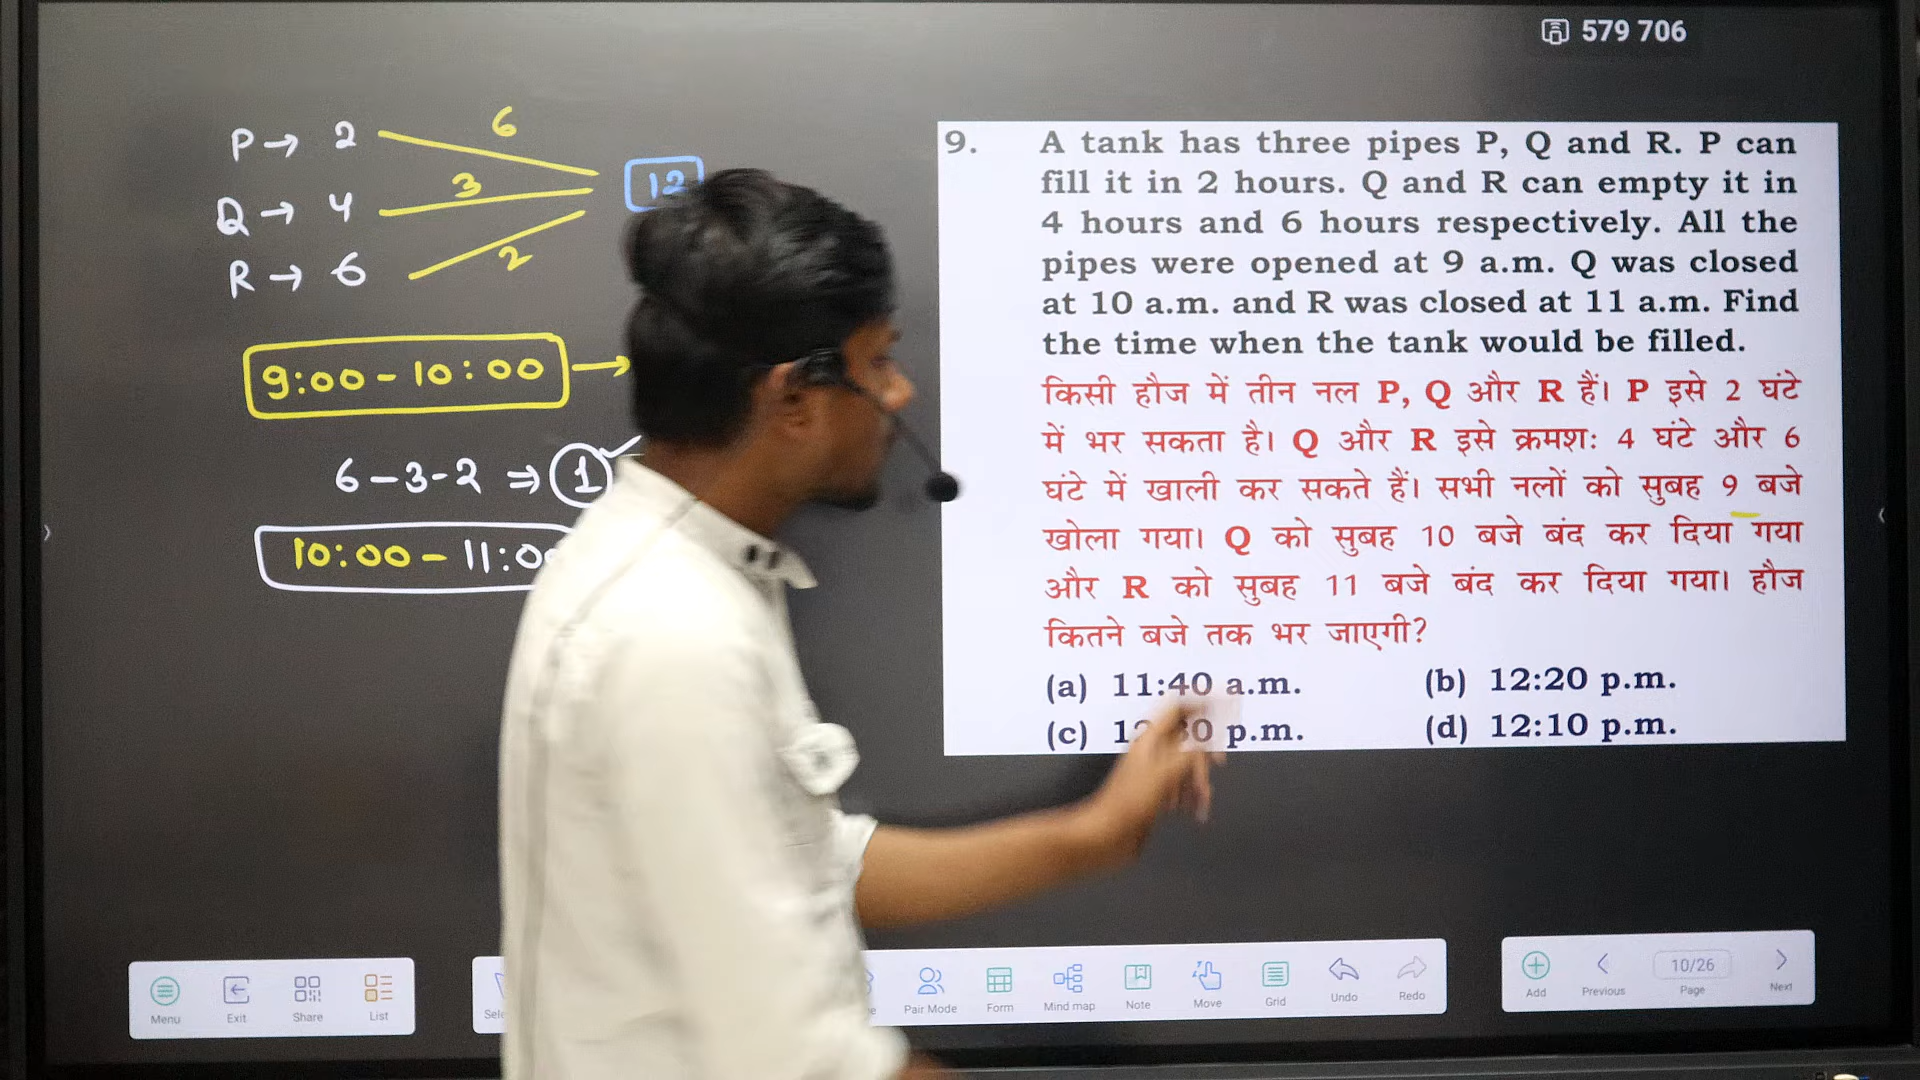 579 706
P → 2 6
12
Q → 4 3
R → 6 2
9:00 - 10:00 →
6 - 3 - 2 ⇒ 1
10:00 - 11:0
9. A tank has three pipes P, Q and R. P can
fill it in 2 hours. Q and R can empty it in
4 hours and 6 hours respectively. All the
pipes were opened at 9 a.m. Q was closed
at 10 a.m. and R was closed at 11 a.m. Find
the time when the tank would be filled.
किसी हौज में तीन नल P, Q और R हैं। P इसे 2 घंटे
में भर सकता है। Q और R इसे क्रमशः 4 घंटे और 6
घंटे में खाली कर सकते हैं। सभी नलों को सुबह 9 बजे
खोला गया। Q को सुबह 10 बजे बंद कर दिया गया
और R को सुबह 11 बजे बंद कर दिया गया। हौज
कितने बजे तक भर जाएगी?
(a) 11:40 a.m. (b) 12:20 p.m.
(c) p.m. (d) 12:10 p.m.
Menu Exit Share List Pair Mode Form Mind map Note Move Grid Undo Redo Add Previous 10/26 Page Next